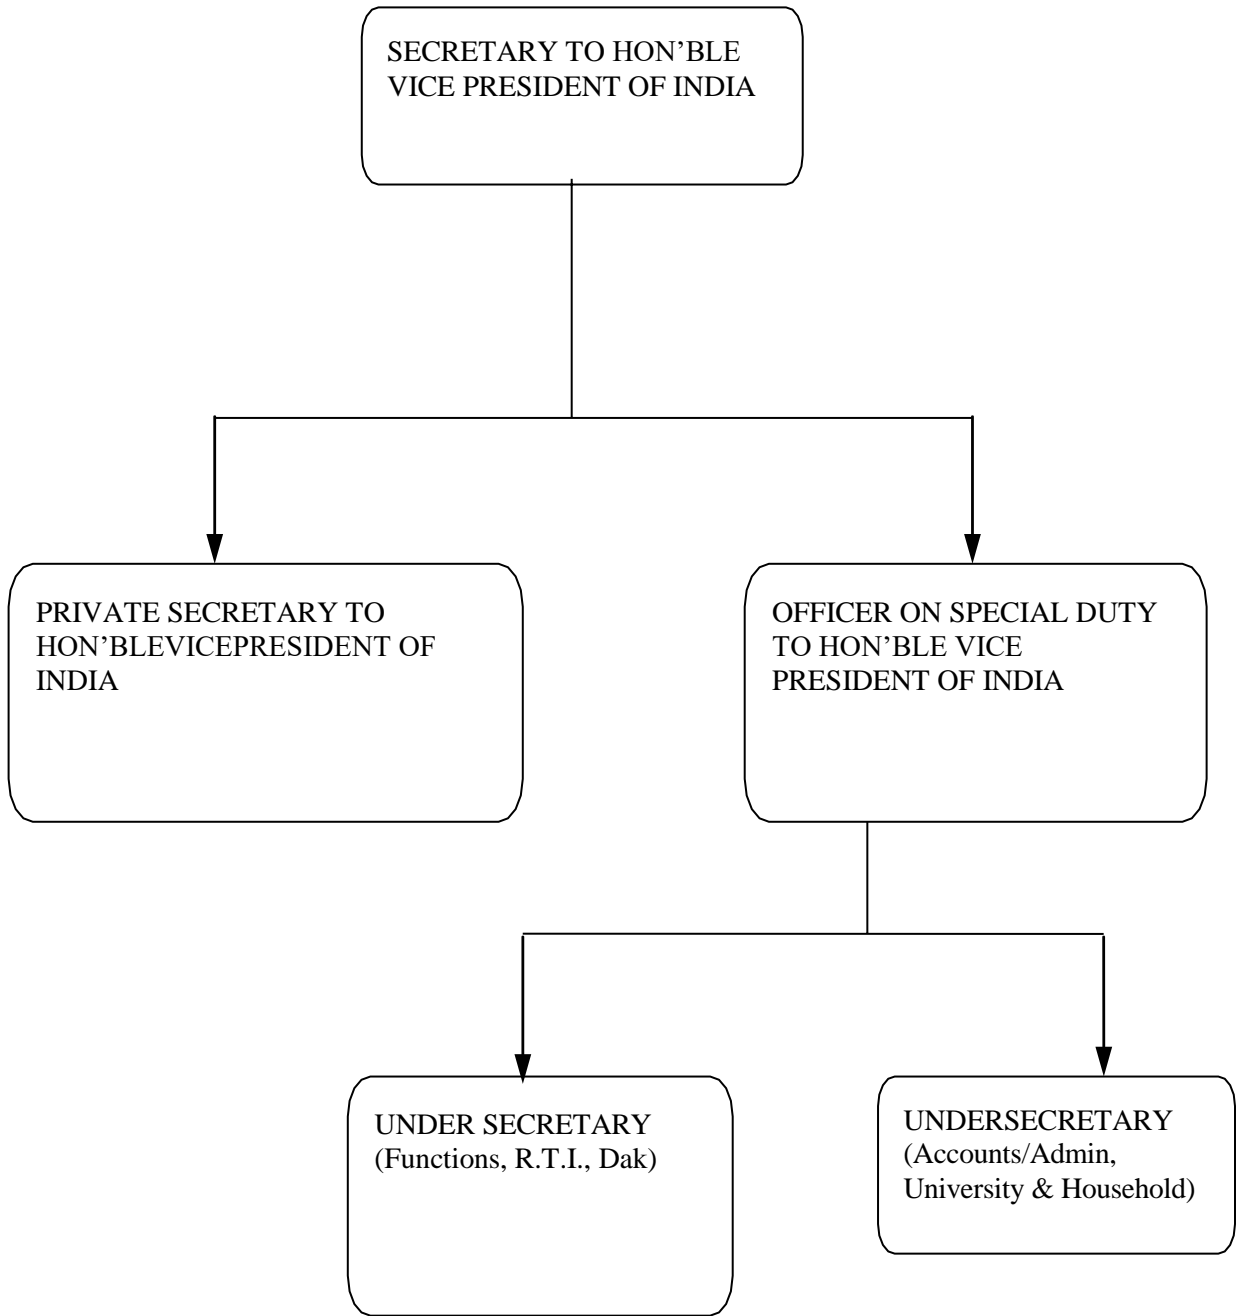 SECRETARY TO HON’BLE
VICE PRESIDENT OF INDIA
PRIVATE SECRETARY TO
HON’BLEVICEPRESIDENT OF
INDIA
OFFICER ON SPECIAL DUTY
TO HON’BLE VICE
PRESIDENT OF INDIA
UNDER SECRETARY
(Functions, R.T.I., Dak)
UNDERSECRETARY
(Accounts/Admin,
University & Household)